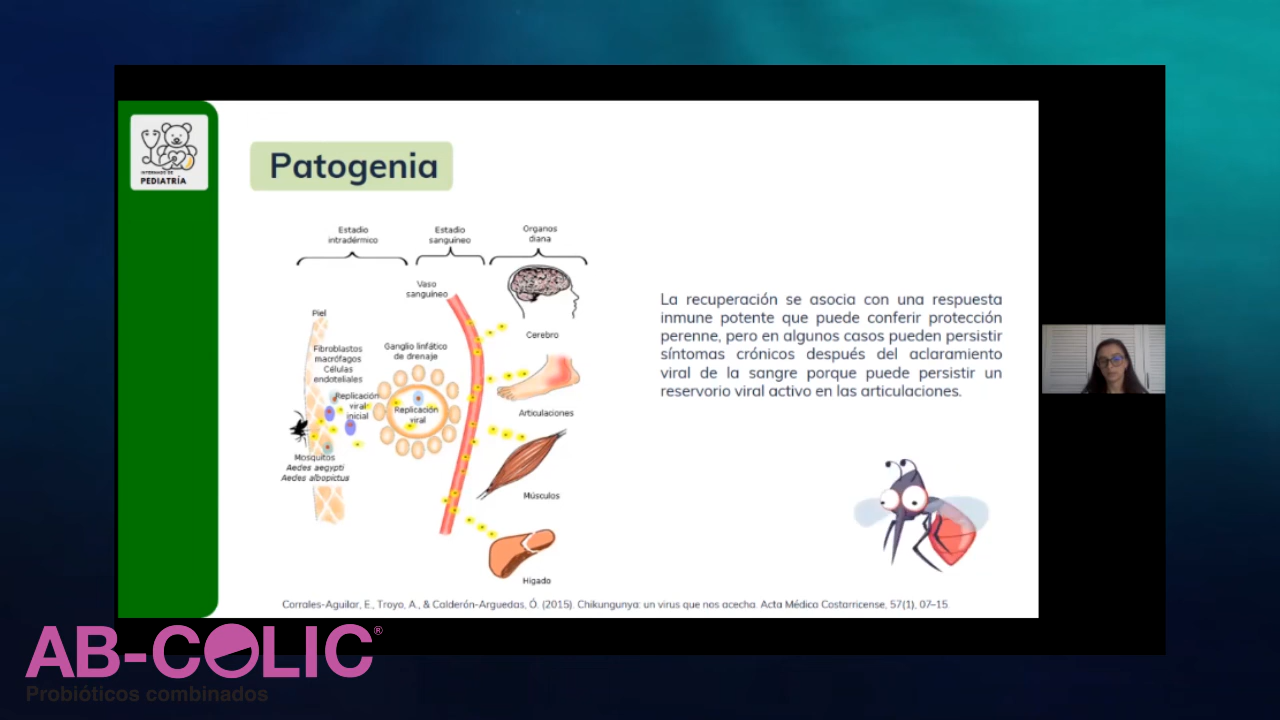 INTERNADO DE
PEDIATRÍA
Patogenia
Estadio
intradérmico
Estadio
sanguíneo
Organos
diana
Vaso
sanguíneo
Piel
Cerebro
Fibroblastos
macrófagos
Células
endoteliales
Ganglio linfático
de drenaje
Replicación
viral
inicial
Replicación
viral
Articulaciones
Mosquitos
Aedes aegypti
Aedes albopictus
Músculos
Hígado
La recuperación se asocia con una respuesta
inmune potente que puede conferir protección
perenne, pero en algunos casos pueden persistir
síntomas crónicos después del aclaramiento
viral de la sangre porque puede persistir un
reservorio viral activo en las articulaciones.
Corrales-Aguilar, E., Troyo, A., & Calderón-Arguedas, Ó. (2015). Chikungunya: un virus que nos acecha. Acta Médica Costarricense, 57(1), 07–15
AB-COLIC®
Probióticos combinados